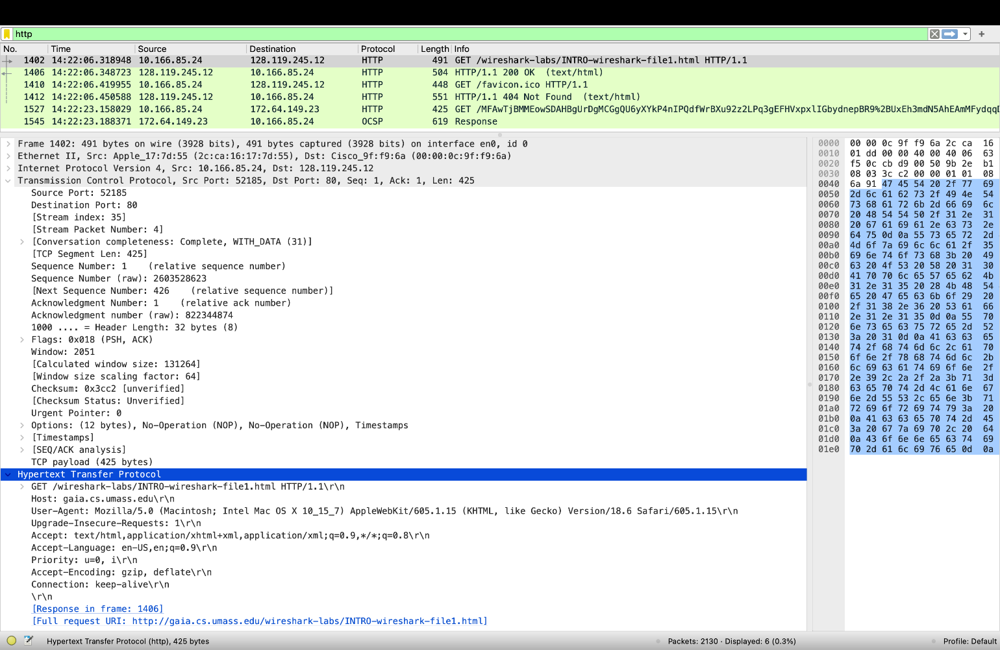 http
No. Time Source Destination Protocol Length Info
1402 14:22:06.318948 10.166.85.24 128.119.245.12 HTTP 491 GET /wireshark-labs/INTRO-wireshark-file1.html HTTP/1.1
1406 14:22:06.348723 128.119.245.12 10.166.85.24 HTTP 504 HTTP/1.1 200 OK (text/html)
1410 14:22:06.419955 10.166.85.24 128.119.245.12 HTTP 448 GET /favicon.ico HTTP/1.1
1412 14:22:06.450588 128.119.245.12 10.166.85.24 HTTP 551 HTTP/1.1 404 Not Found (text/html)
1527 14:22:23.158029 10.166.85.24 172.64.149.23 HTTP 425 GET /MFAwTjBMMEowSDAHBgUrDgMCGgQU6yXYkP4nIPQdfWrBXu92z2LPq3gEFHVxpxlIGbydnepBR9%2BUxEh3mdN5AhEAmMFydqqD
1545 14:22:23.188371 172.64.149.23 10.166.85.24 OCSP 619 Response
Frame 1402: 491 bytes on wire (3928 bits), 491 bytes captured (3928 bits) on interface en0, id 0
Ethernet II, Src: Apple_17:7d:55 (2c:ca:16:17:7d:55), Dst: Cisco_9f:f9:6a (00:00:0c:9f:f9:6a)
Internet Protocol Version 4, Src: 10.166.85.24, Dst: 128.119.245.12
Transmission Control Protocol, Src Port: 52185, Dst Port: 80, Seq: 1, Ack: 1, Len: 425
Source Port: 52185
Destination Port: 80
[Stream index: 35]
[Stream Packet Number: 4]
[Conversation completeness: Complete, WITH_DATA (31)]
[TCP Segment Len: 425]
Sequence Number: 1 (relative sequence number)
Sequence Number (raw): 2603528623
[Next Sequence Number: 426 (relative sequence number)]
Acknowledgment Number: 1 (relative ack number)
Acknowledgment number (raw): 822344874
1000 .... = Header Length: 32 bytes (8)
Flags: 0x018 (PSH, ACK)
Window: 2051
[Calculated window size: 131264]
[Window size scaling factor: 64]
Checksum: 0x3cc2 [unverified]
[Checksum Status: Unverified]
Urgent Pointer: 0
Options: (12 bytes), No-Operation (NOP), No-Operation (NOP), Timestamps
[Timestamps]
[SEQ/ACK analysis]
TCP payload (425 bytes)
Hypertext Transfer Protocol
GET /wireshark-labs/INTRO-wireshark-file1.html HTTP/1.1\r\n
Host: gaia.cs.umass.edu\r\n
User-Agent: Mozilla/5.0 (Macintosh; Intel Mac OS X 10_15_7) AppleWebKit/605.1.15 (KHTML, like Gecko) Version/18.6 Safari/605.1.15\r\n
Upgrade-Insecure-Requests: 1\r\n
Accept: text/html,application/xhtml+xml,application/xml;q=0.9,*/*;q=0.8\r\n
Accept-Language: en-US,en;q=0.9\r\n
Priority: u=0, i\r\n
Accept-Encoding: gzip, deflate\r\n
Connection: keep-alive\r\n
\r\n
[Response in frame: 1406]
[Full request URI: http://gaia.cs.umass.edu/wireshark-labs/INTRO-wireshark-file1.html]
0000 00 00 0c 9f f9 6a 2c ca 16
0010 01 dd 00 00 40 00 40 06 63
0020 f5 0c cb d9 00 50 9b 2e b1
0030 08 03 3c c2 00 00 01 01 08
0040 6a 91 47 45 54 20 2f 77 69
0050 2d 6c 61 62 73 2f 49 4e 54
0060 73 68 61 72 6b 2d 66 69 6c
0070 20 48 54 54 50 2f 31 2e 31
0080 20 67 61 69 61 2e 63 73 2e
0090 64 75 0d 0a 55 73 65 72 2d
00a0 4d 6f 7a 69 6c 6c 61 2f 35
00b0 69 6e 74 6f 73 68 3b 20 49
00c0 63 20 4f 53 20 58 20 31 30
00d0 41 70 70 6c 65 57 65 62 4b
00e0 31 2e 31 35 20 28 4b 48 54
00f0 65 20 47 65 63 6b 6f 29 20
0100 2f 31 38 2e 36 20 53 61 66
0110 2e 31 2e 31 35 0d 0a 55 70
0120 6e 73 65 63 75 72 65 2d 52
0130 3a 20 31 0d 0a 41 63 63 65
0140 74 2f 68 74 6d 6c 2c 61 70
0150 6f 6e 2f 78 68 74 6d 6c 2b
0160 6c 69 63 61 74 69 6f 6e 2f
0170 2e 39 2c 2a 2f 2a 3b 71 3d
0180 63 65 70 74 2d 4c 61 6e 67
0190 6e 2d 55 53 2c 65 6e 3b 71
01a0 72 69 6f 72 69 74 79 3a 20
01b0 0a 41 63 63 65 70 74 2d 45
01c0 3a 20 67 7a 69 70 2c 20 64
01d0 0a 43 6f 6e 6e 65 63 74 69
01e0 70 2d 61 6c 69 76 65 0d 0a
Hypertext Transfer Protocol (http), 425 bytes
Packets: 2130 · Displayed: 6 (0.3%)
Profile: Default